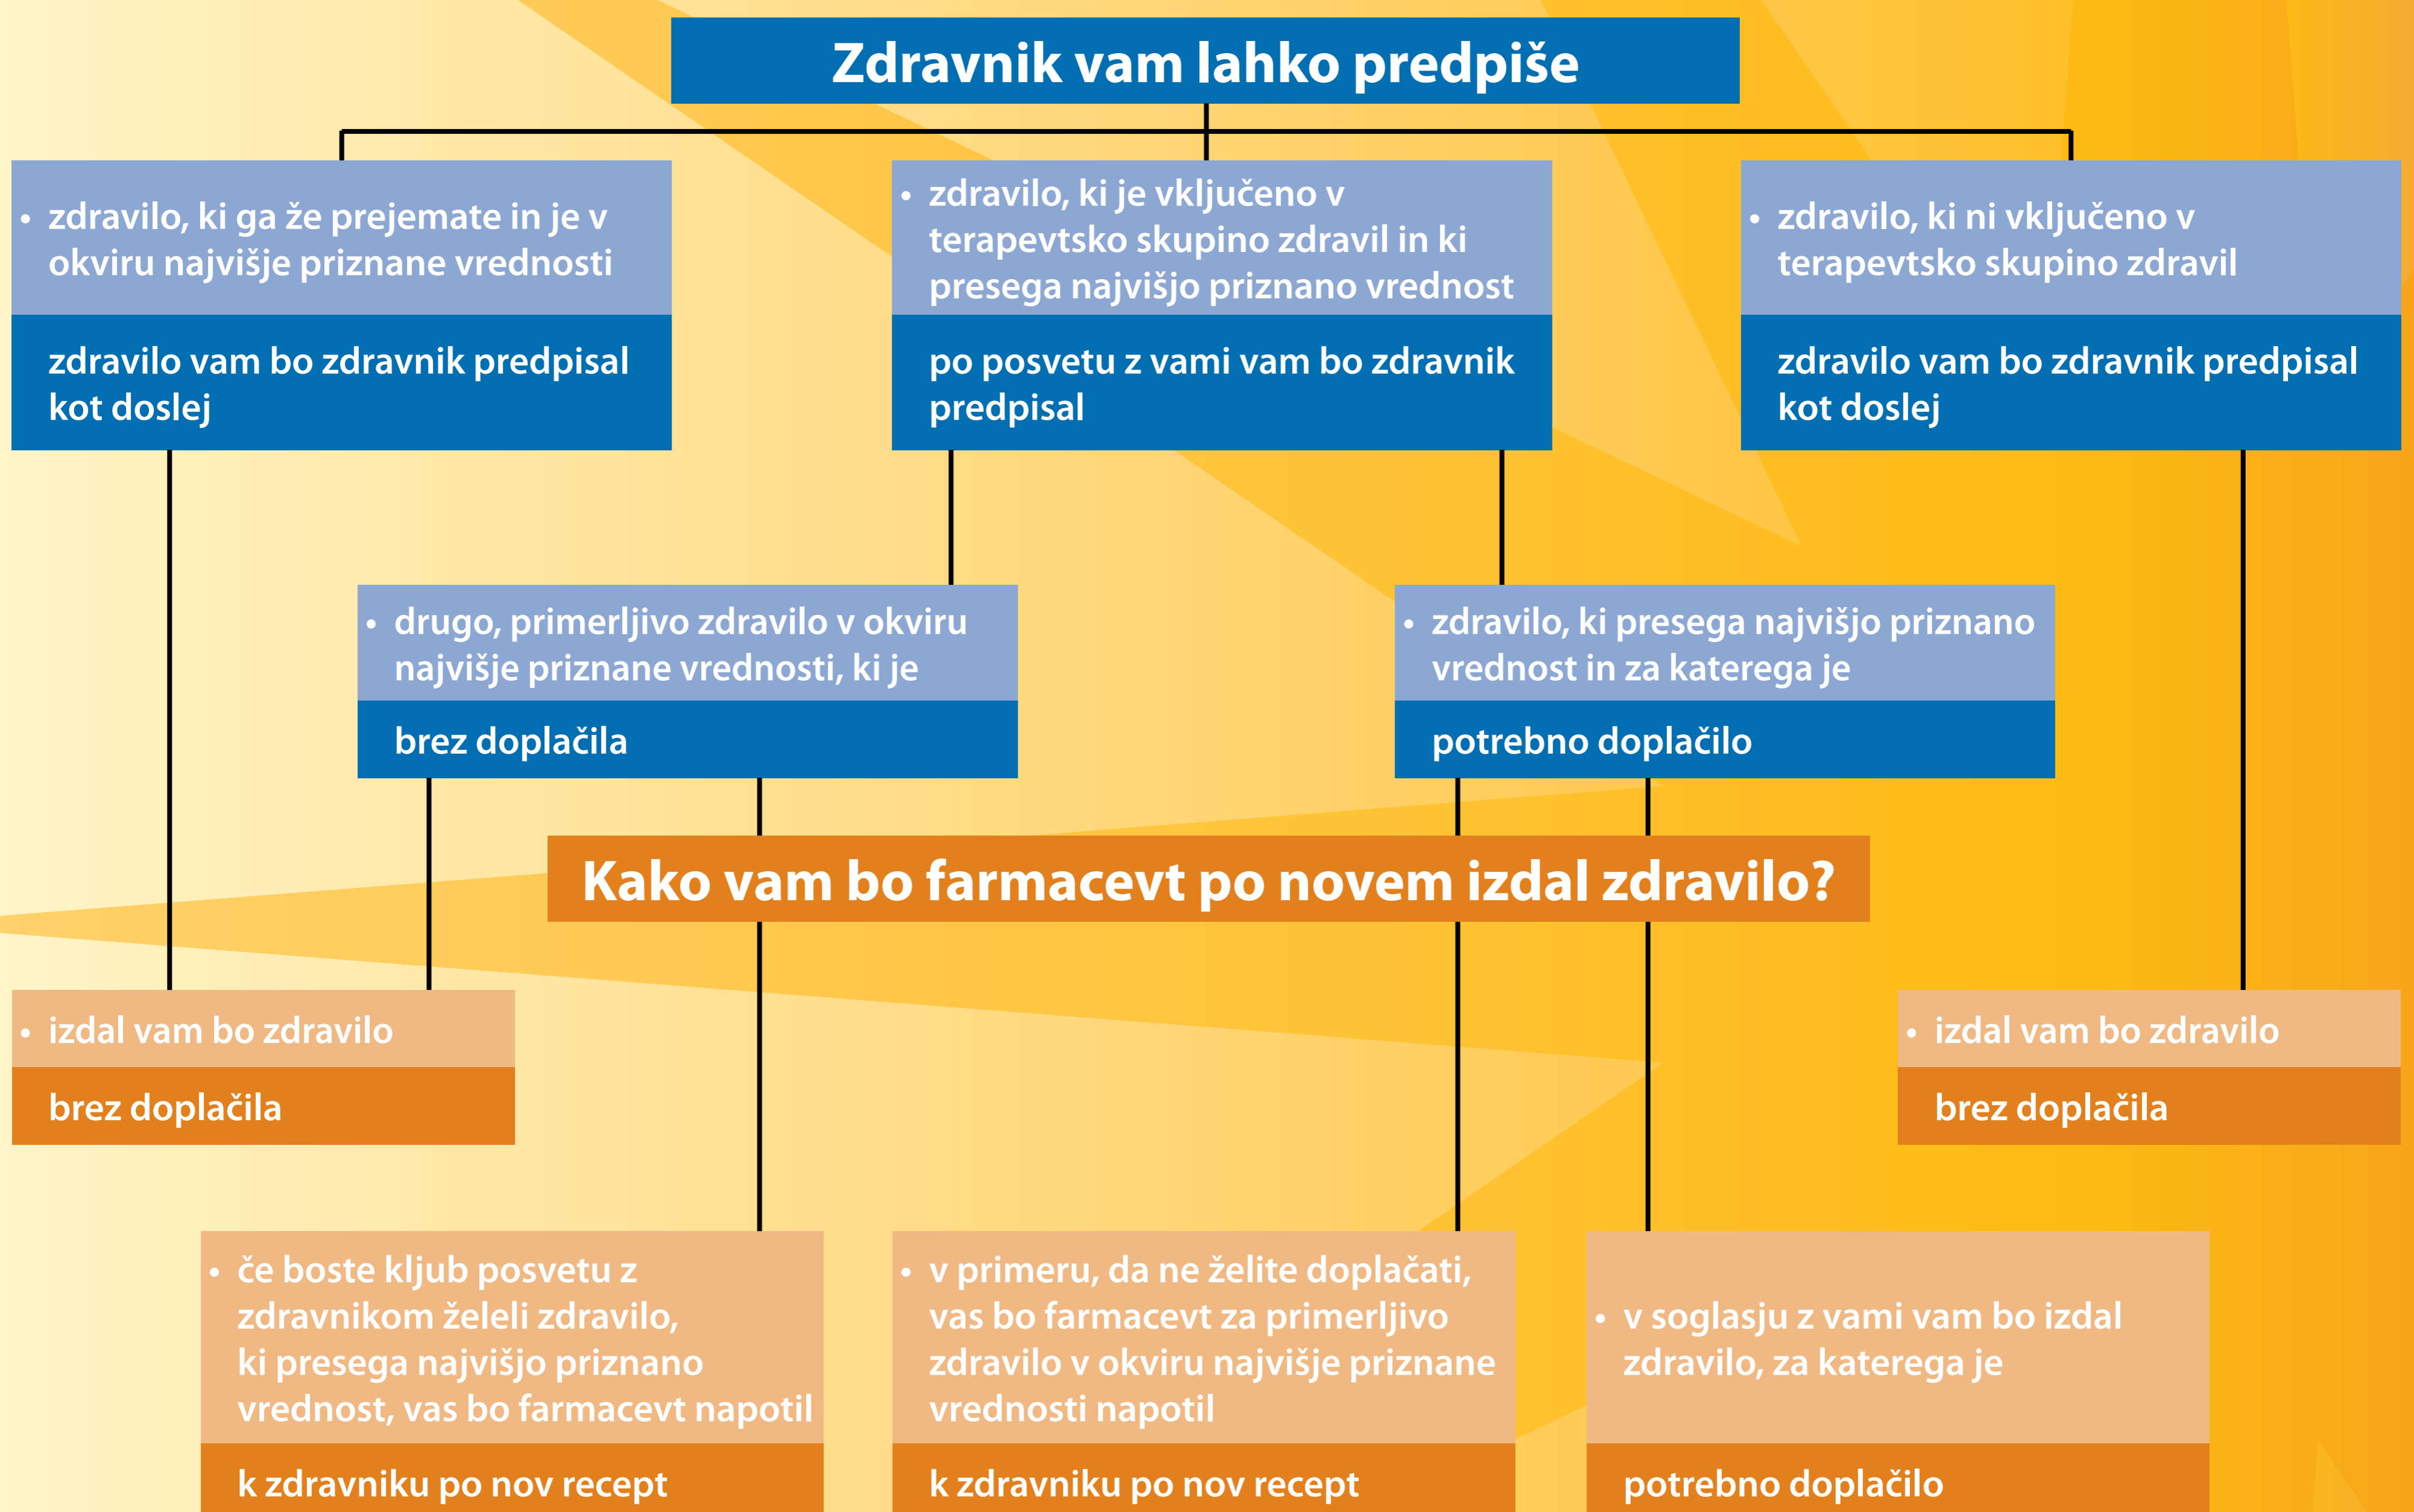 Zdravnik vam lahko predpiše
• zdravilo, ki ga že prejemate in je v
okviru najvišje priznane vrednosti
zdravilo vam bo zdravnik predpisal
kot doslej
• zdravilo, ki je vključeno v
terapevtsko skupino zdravil in ki
presega najvišjo priznano vrednost
po posvetu z vami vam bo zdravnik
predpisal
• zdravilo, ki ni vključeno v
terapevtsko skupino zdravil
zdravilo vam bo zdravnik predpisal
kot doslej
• drugo, primerljivo zdravilo v okviru
najvišje priznane vrednosti, ki je
brez doplačila
• zdravilo, ki presega najvišjo priznano
vrednost in za katerega je
potrebno doplačilo
Kako vam bo farmacevt po novem izdal zdravilo?
• izdal vam bo zdravilo
brez doplačila
• izdal vam bo zdravilo
brez doplačila
• če boste kljub posvetu z
zdravnikom želeli zdravilo,
ki presega najvišjo priznano
vrednost, vas bo farmacevt napotil
k zdravniku po nov recept
• v primeru, da ne želite doplačati,
vas bo farmacevt za primerljivo
zdravilo v okviru najvišje priznane
vrednosti napotil
k zdravniku po nov recept
• v soglasju z vami vam bo izdal
zdravilo, za katerega je
potrebno doplačilo